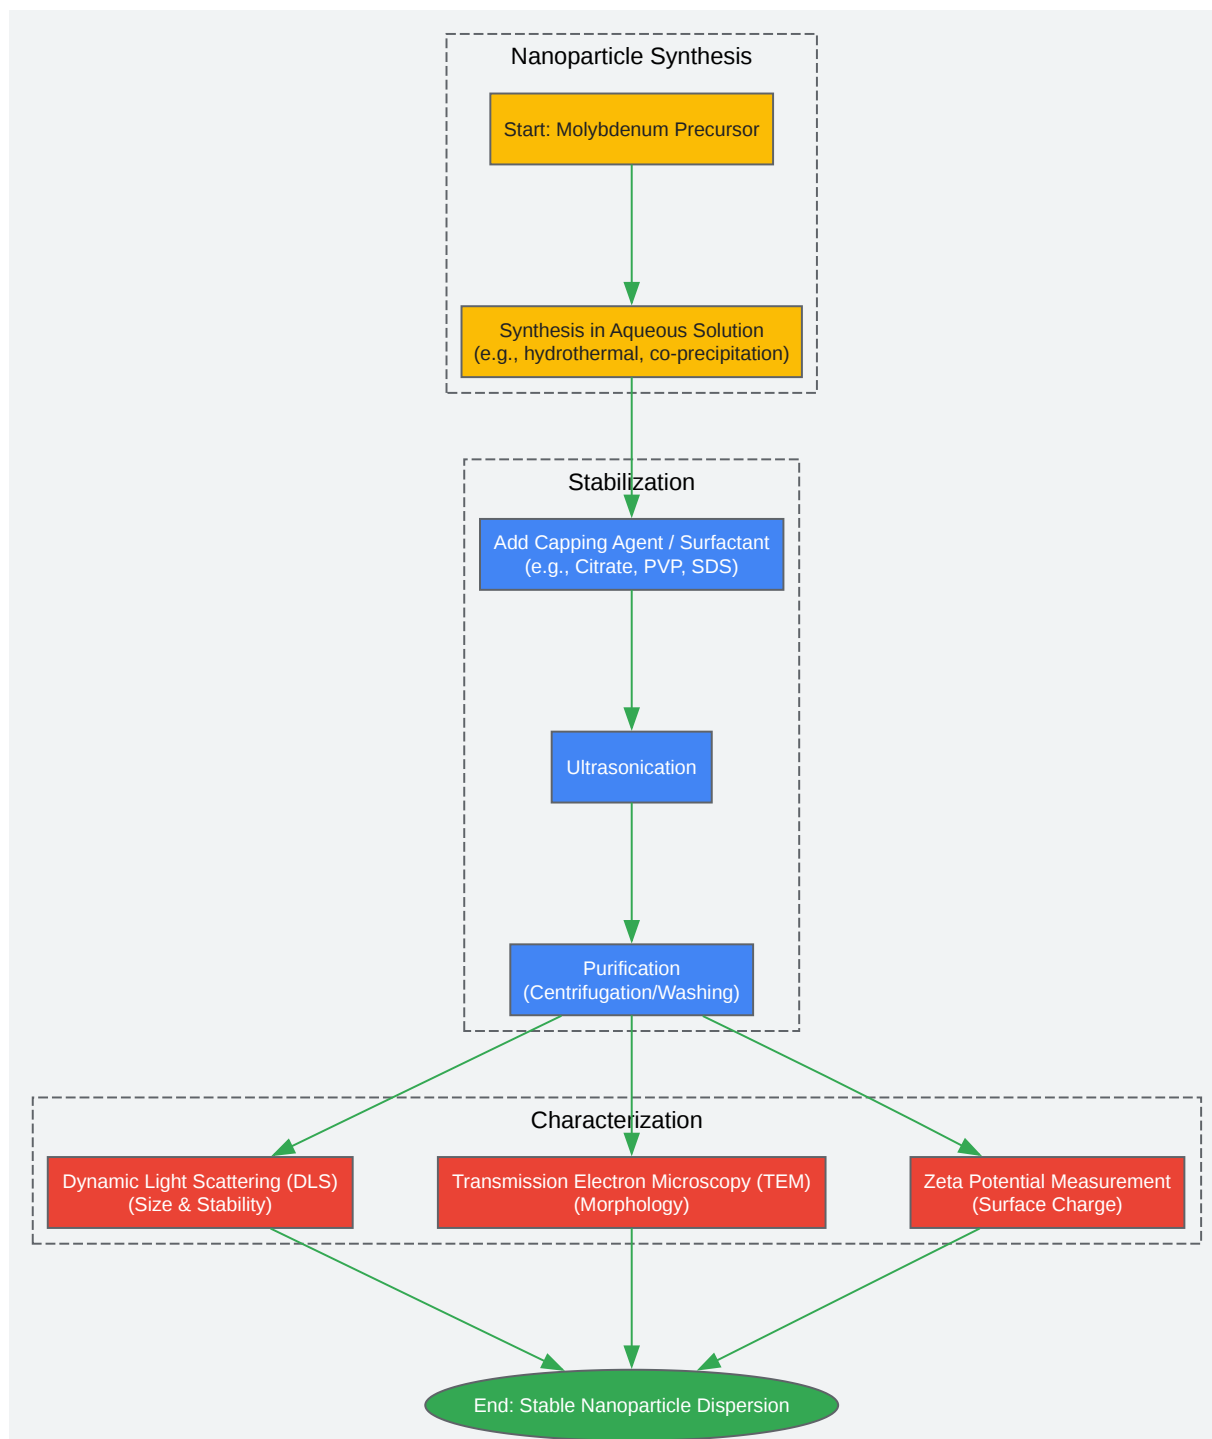 Nanoparticle Synthesis
Start: Molybdenum Precursor
Synthesis in Aqueous Solution
(e.g., hydrothermal, co-precipitation)
Stabilization
Add Capping Agent / Surfactant
(e.g., Citrate, PVP, SDS)
Ultrasonication
Purification
(Centrifugation/Washing)
Characterization
Dynamic Light Scattering (DLS)
(Size & Stability)
Transmission Electron Microscopy (TEM)
(Morphology)
Zeta Potential Measurement
(Surface Charge)
End: Stable Nanoparticle Dispersion